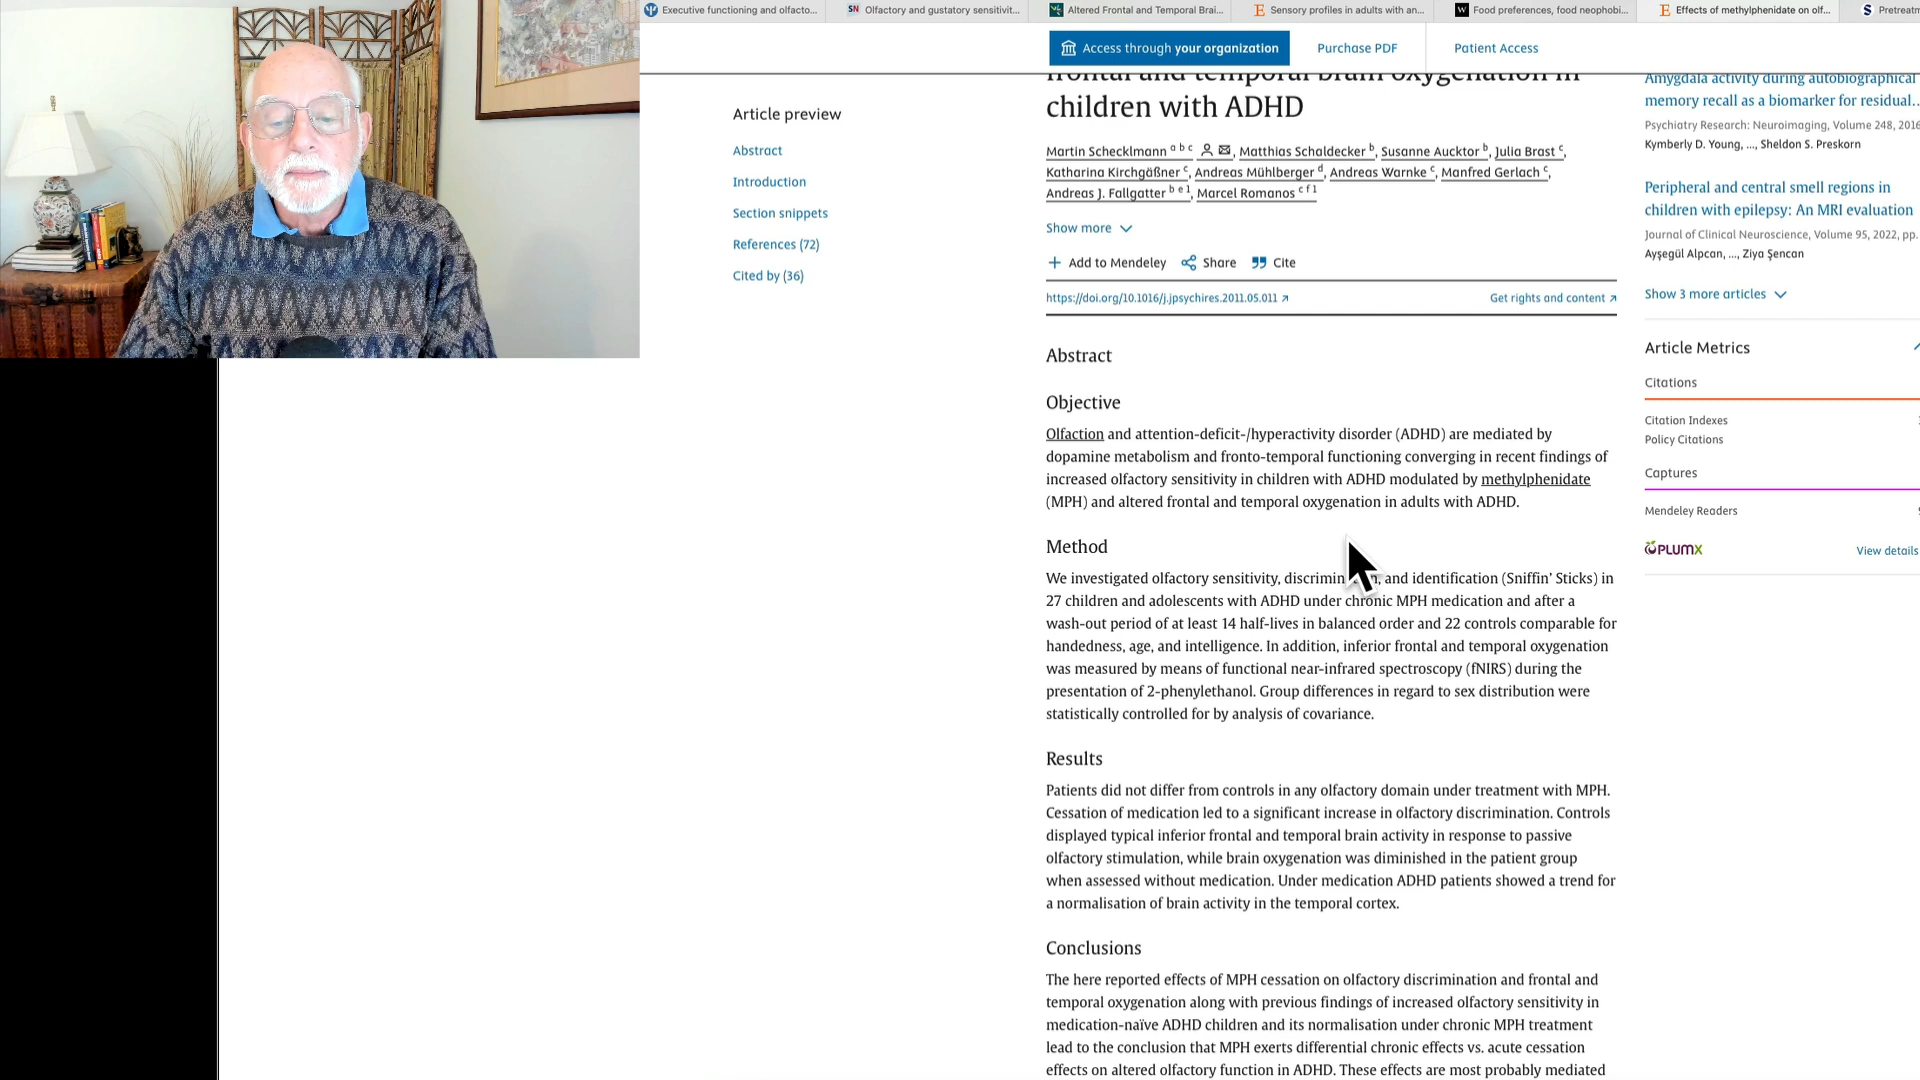 Executive functioning and olfacto...
Olfactory and gustatory sensitivit...
Altered Frontal and Temporal Brai...
Sensory profiles in adults with an...
Food preferences, food neophobi...
Effects of methylphenidate on olf...
Access through your organization
Purchase PDF
Patient Access
frontal and temporal brain oxygenation in
children with ADHD
Article preview
Abstract
Introduction
Section snippets
References (72)
Cited by (36)
Martin Schecklmann a b c, Matthias Schaldecker b, Susanne Aucktor b, Julia Brast c,
Katharina Kirchgäßner c, Andreas Mühlberger d, Andreas Warnke c, Manfred Gerlach c,
Andreas J. Fallgatter b e 1, Marcel Romanos c f 1
Show more
Add to Mendeley Share Cite
https://doi.org/10.1016/j.jpsychires.2011.05.011
Get rights and content
Abstract
Objective
Olfaction and attention-deficit-/hyperactivity disorder (ADHD) are mediated by
dopamine metabolism and fronto-temporal functioning converging in recent findings of
increased olfactory sensitivity in children with ADHD modulated by methylphenidate
(MPH) and altered frontal and temporal oxygenation in adults with ADHD.
Method
We investigated olfactory sensitivity, and identification (Sniffin' Sticks) in
27 children and adolescents with ADHD under chronic MPH medication and after a
wash-out period of at least 14 half-lives in balanced order and 22 controls comparable for
handedness, age, and intelligence. In addition, inferior frontal and temporal oxygenation
was measured by means of functional near-infrared spectroscopy (fNIRS) during the
presentation of 2-phenylethanol. Group differences in regard to sex distribution were
statistically controlled for by analysis of covariance.
Results
Patients did not differ from controls in any olfactory domain under treatment with MPH.
Cessation of medication led to a significant increase in olfactory discrimination. Controls
displayed typical inferior frontal and temporal brain activity in response to passive
olfactory stimulation, while brain oxygenation was diminished in the patient group
when assessed without medication. Under medication ADHD patients showed a trend for
a normalisation of brain activity in the temporal cortex.
Conclusions
The here reported effects of MPH cessation on olfactory discrimination and frontal and
temporal oxygenation along with previous findings of increased olfactory sensitivity in
medication-naïve ADHD children and its normalisation under chronic MPH treatment
lead to the conclusion that MPH exerts differential chronic effects vs. acute cessation
effects on altered olfactory function in ADHD. These effects are most probably mediated
Amygdala activity during autobiographical
memory recall as a biomarker for residual...
Psychiatry Research: Neuroimaging, Volume 248, 2016
Kymberly D. Young, ..., Sheldon S. Preskorn
Peripheral and central smell regions in
children with epilepsy: An MRI evaluation
Journal of Clinical Neuroscience, Volume 95, 2022, pp.
Ayşegül Alpcan, ..., Ziya Şencan
Show 3 more articles
Article Metrics
Citations
Citation Indexes
Policy Citations
Captures
Mendeley Readers
PLUMX
View details